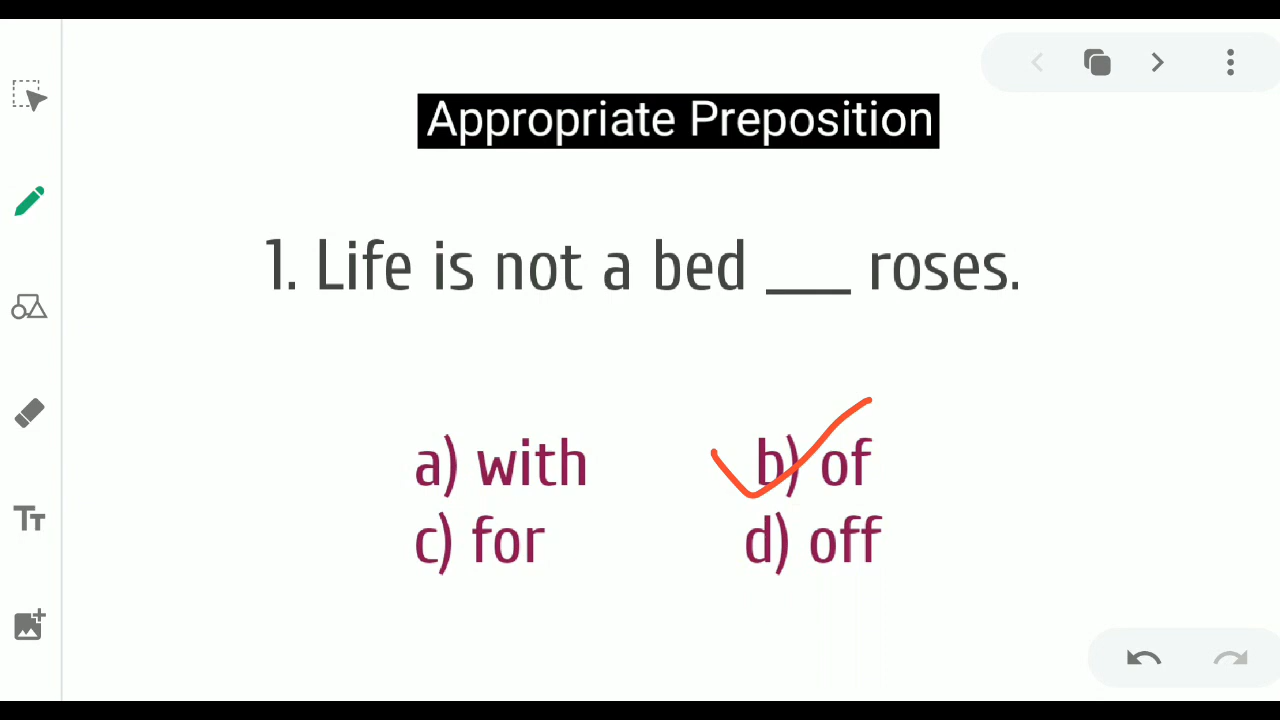 Appropriate Preposition
1. Life is not a bed ___ roses.
a) with b) of
c) for d) off